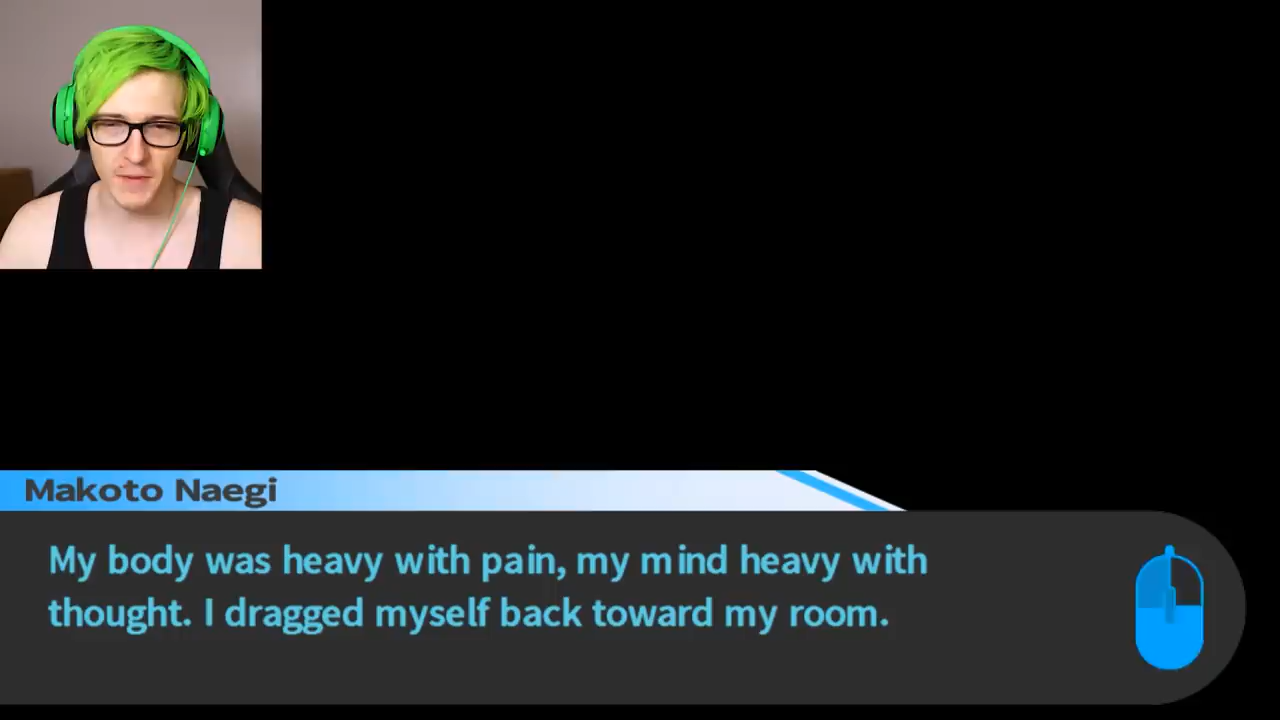 Makoto Naegi
My body was heavy with pain, my mind heavy with
thought. I dragged myself back toward my room.